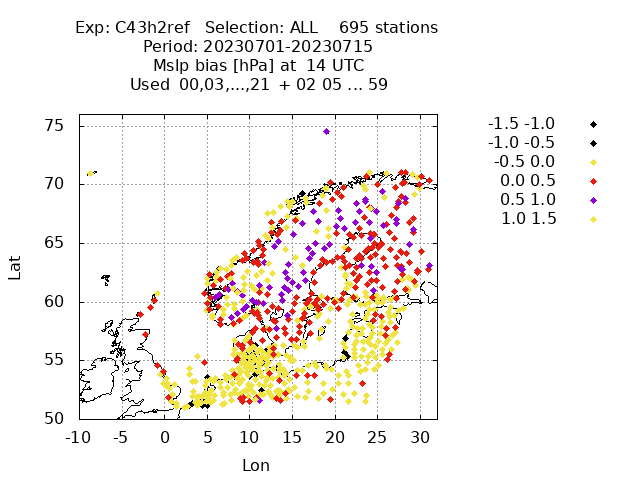 Exp: C43h2ref   Selection: ALL    695 stations
Period: 20230701-20230715
Mslp bias [hPa] at  14 UTC
Used  00,03,...,21  + 02 05 ... 59
-1.5 -1.0
-1.0 -0.5
-0.5 0.0
0.0 0.5
0.5 1.0
1.0 1.5
75
70
65
60
55
50
Lat
-10 -5 0 5 10 15 20 25 30
Lon